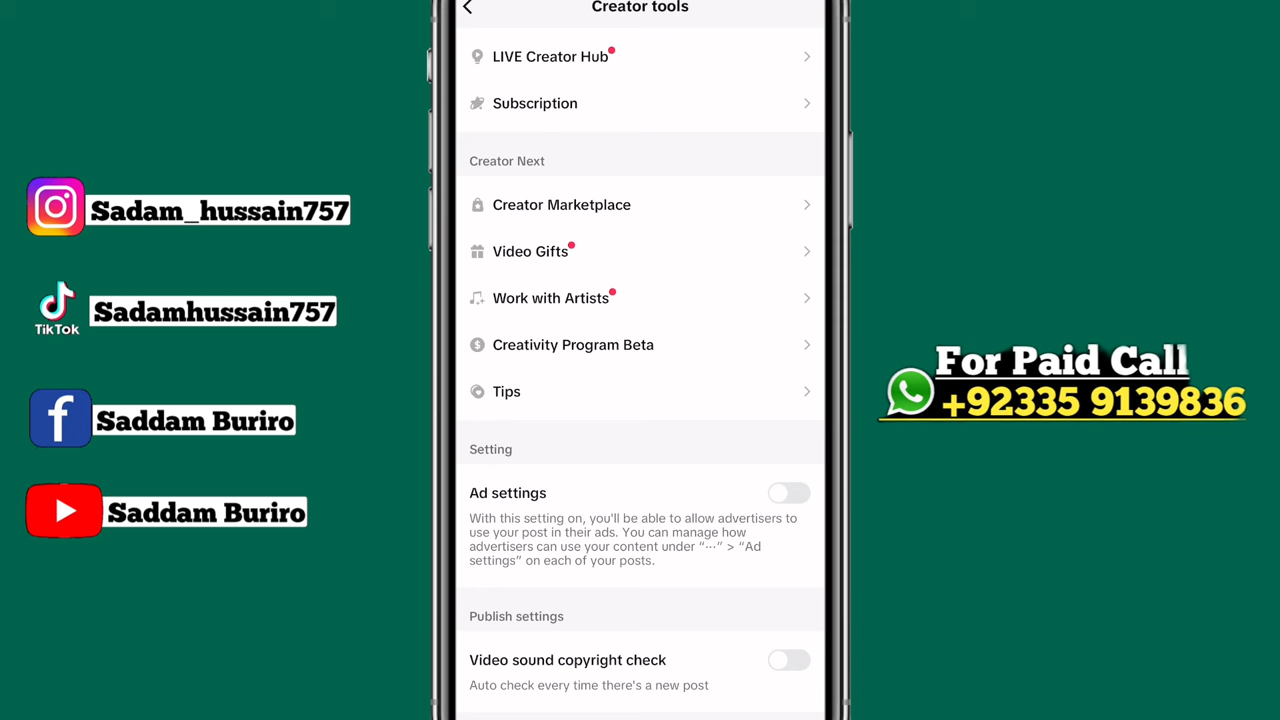 Creator tools
LIVE Creator Hub
Subscription
Creator Next
Creator Marketplace
Video Gifts
Work with Artists
Creativity Program Beta
Tips
Setting
Ad settings
With this setting on, you'll be able to allow advertisers to
use your post in their ads. You can manage how
advertisers can use your content under “···” > “Ad
settings” on each of your posts.
Publish settings
Video sound copyright check
Auto check every time there's a new post
Sadam_hussain757
TikTok
Sadamhussain757
Saddam Buriro
Saddam Buriro
For Paid Call
+92335 9139836